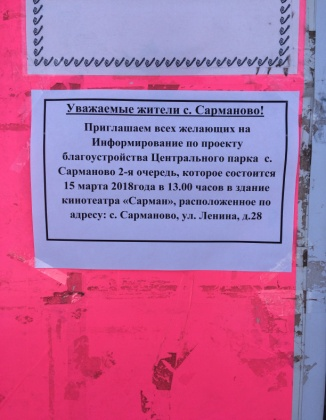 Уважаемые жители с. Сарманово!
Приглашаем всех желающих на
Информирование по проекту
благоустройства Центрального парка с.
Сарманово 2-я очередь, которое состоится
15 марта 2018года в 13.00 часов в здание
кинотеатра «Сарман», расположенное по
адресу: с. Сарманово, ул. Ленина, д.28